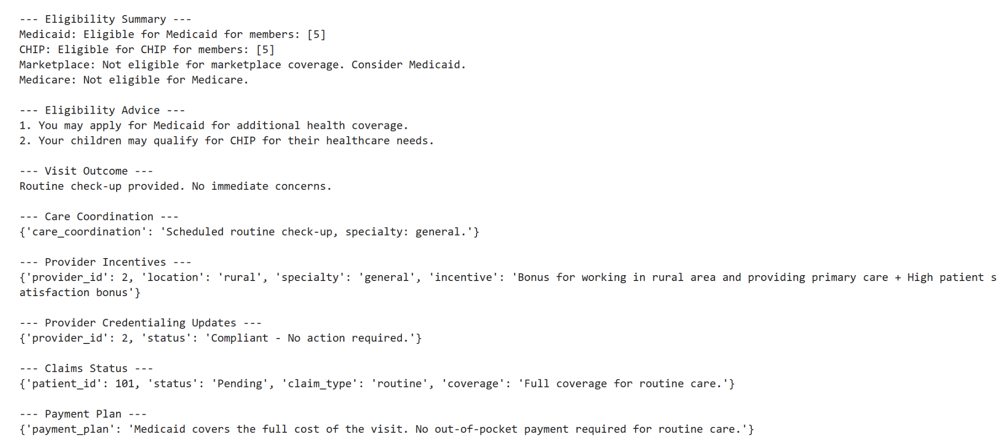 --- Eligibility Summary ---
Medicaid: Eligible for Medicaid for members: [5]
CHIP: Eligible for CHIP for members: [5]
Marketplace: Not eligible for marketplace coverage. Consider Medicaid.
Medicare: Not eligible for Medicare.

--- Eligibility Advice ---
1. You may apply for Medicaid for additional health coverage.
2. Your children may qualify for CHIP for their healthcare needs.

--- Visit Outcome ---
Routine check-up provided. No immediate concerns.

--- Care Coordination ---
{'care_coordination': 'Scheduled routine check-up, specialty: general.'}

--- Provider Incentives ---
{'provider_id': 2, 'location': 'rural', 'specialty': 'general', 'incentive': 'Bonus for working in rural area and providing primary care + High patient s
atisfaction bonus'}

--- Provider Credentialing Updates ---
{'provider_id': 2, 'status': 'Compliant - No action required.'}

--- Claims Status ---
{'patient_id': 101, 'status': 'Pending', 'claim_type': 'routine', 'coverage': 'Full coverage for routine care.'}

--- Payment Plan ---
{'payment_plan': 'Medicaid covers the full cost of the visit. No out-of-pocket payment required for routine care.'}